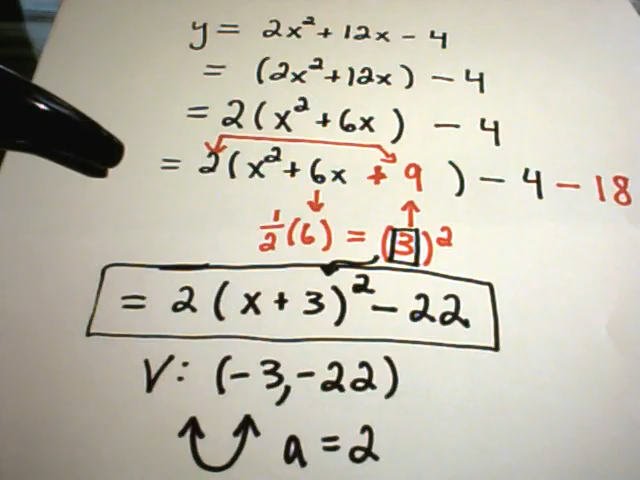 y = 2x² + 12x - 4
= (2x² + 12x) - 4
= 2(x² + 6x ) - 4
= 2(x² + 6x + 9 ) - 4 - 18
½(6) = (3)²
= 2(x + 3)² - 22
V: (-3, -22)
a = 2